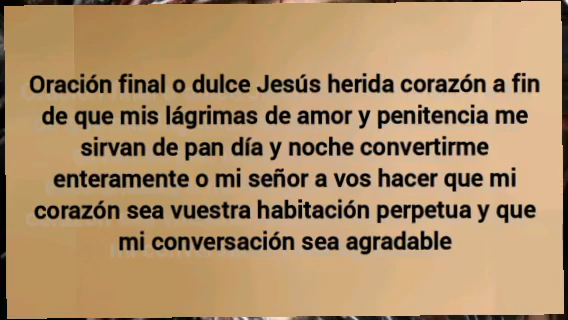 Oración final o dulce Jesús herida corazón a fin
de que mis lágrimas de amor y penitencia me
sirvan de pan día y noche convertirme
enteramente o mi señor a vos hacer que mi
corazón sea vuestra habitación perpetua y que
mi conversación sea agradable